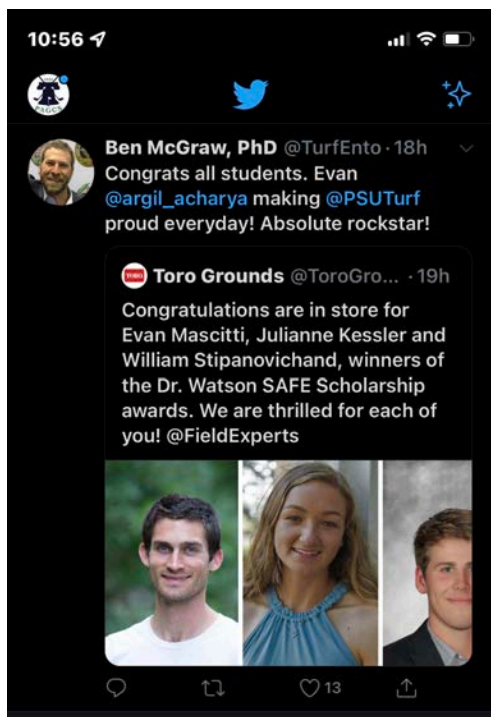 10:56
PAGCS
Ben McGraw, PhD @TurfEnto · 18h
Congrats all students. Evan
@argil_acharya making @PSUTurf
proud everyday! Absolute rockstar!
TORO
Toro Grounds @ToroGro... · 19h
Congratulations are in store for
Evan Mascitti, Julianne Kessler and
William Stipanovichand, winners of
the Dr. Watson SAFE Scholarship
awards. We are thrilled for each of
you! @FieldExperts
13